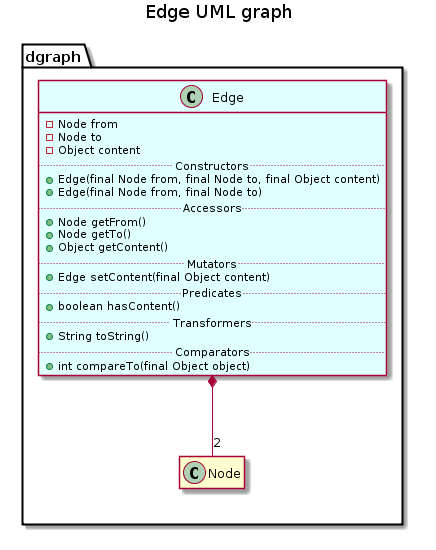 Edge UML graph
dgraph
C Edge
Node from
Node to
Object content
Constructors
Edge(final Node from, final Node to, final Object content)
Edge(final Node from, final Node to)
Accessors
Node getFrom()
Node getTo()
Object getContent()
Mutators
Edge setContent(final Object content)
Predicates
boolean hasContent()
Transformers
String toString()
Comparators
int compareTo(final Object object)
2
C Node